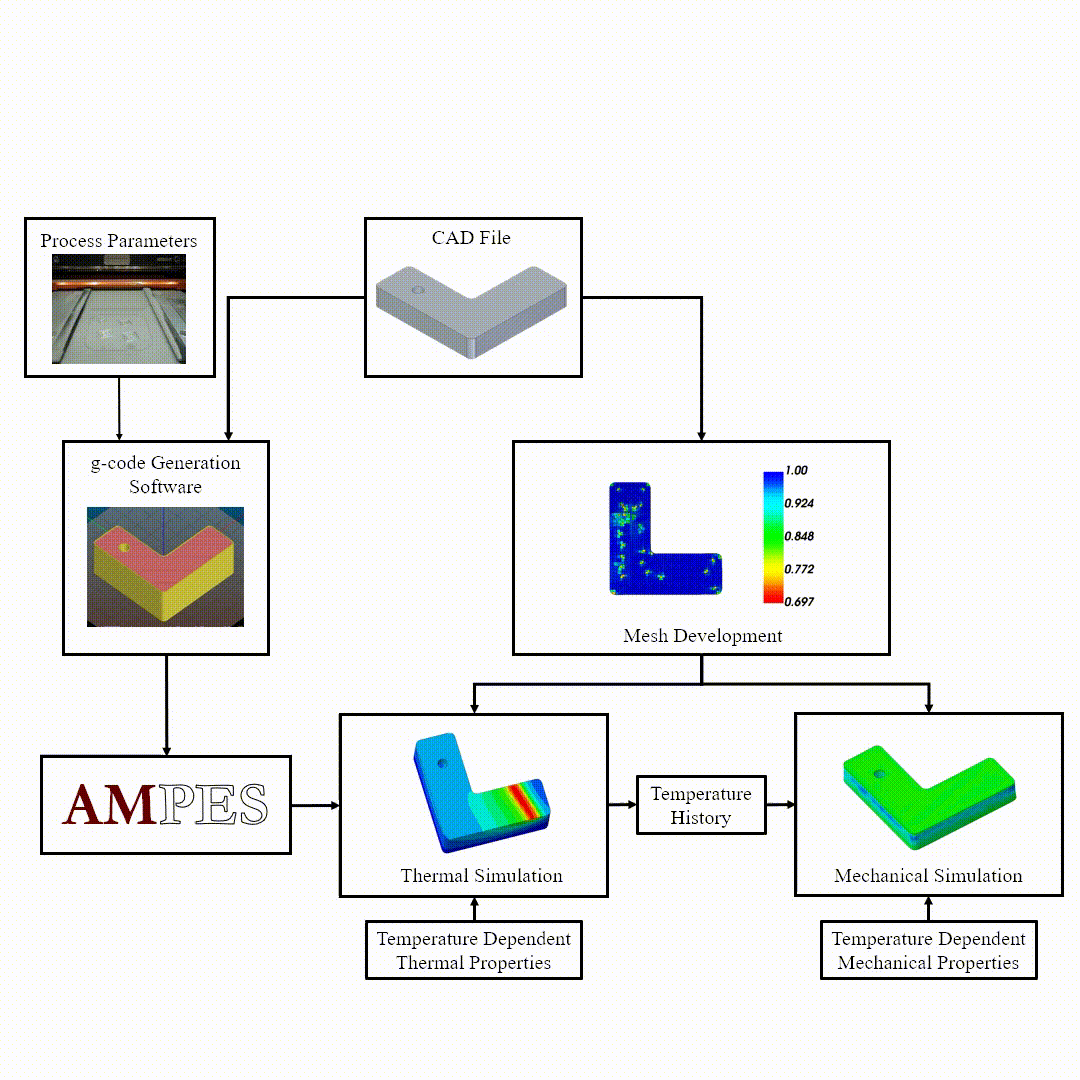 Process Parameters
CAD File
g-code Generation
Software
1.00
0.924
0.848
0.772
0.697
Mesh Development
AMPES
Thermal Simulation
Temperature
History
Mechanical Simulation
Temperature Dependent
Thermal Properties
Temperature Dependent
Mechanical Properties